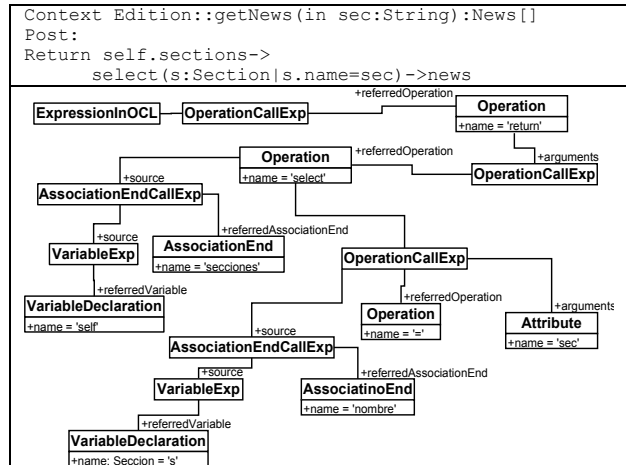 Context Edition::getNews(in sec:String):News[]
Post:
Return self.sections->
select(s:Section|s.name=sec)->news
+referredOperation
ExpressionInOCL
OperationCallExp
Operation
+name = 'return'
Operation
+referredOperation
+arguments
+name = 'select'
OperationCallExp
+source
AssociationEndCallExp
+source
+referredAssociationEnd
VariableExp
AssociationEnd
+name = 'secciones'
OperationCallExp
+referredVariable
VariableDeclaration
+name = 'self'
+referredOperation
Operation
+name = '='
+arguments
Attribute
+name = 'sec'
+source
AssociationEndCallExp
+source
+referredAssociationEnd
VariableExp
AssociatinoEnd
+name = 'nombre'
+referredVariable
VariableDeclaration
+name: Seccion = 's'